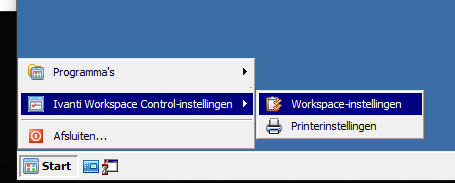 Programma's
Ivanti Workspace Control-instellingen
Workspace-instellingen
Printerinstellingen
Afsluiten...
Start